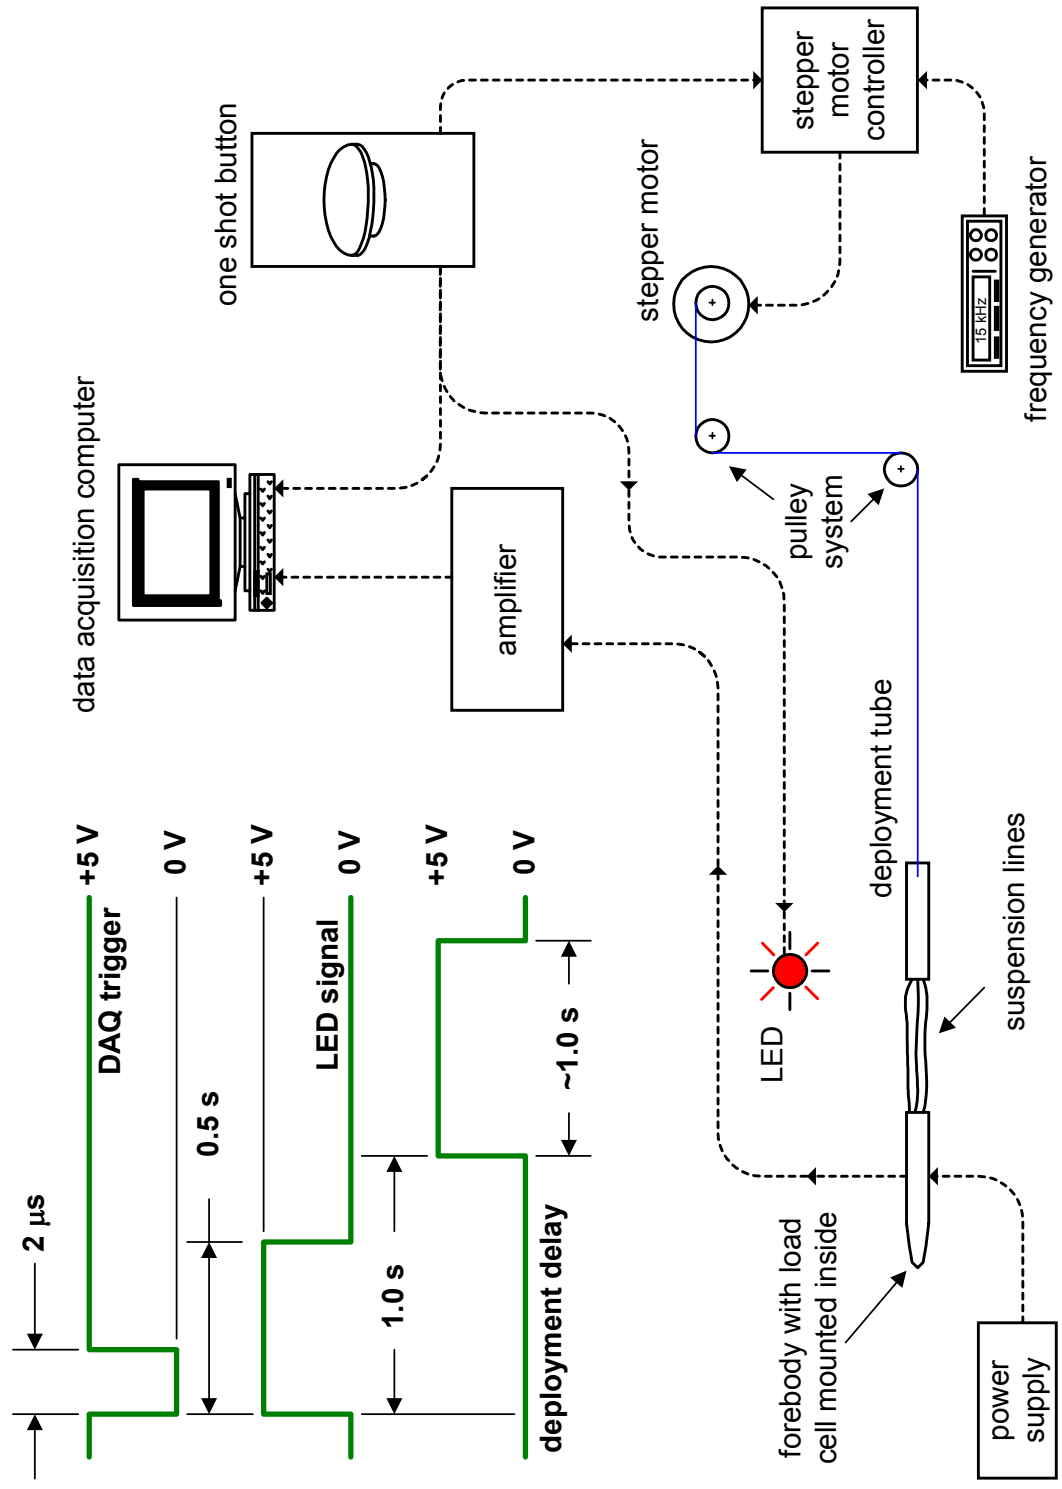 2 μs
+5 V
DAQ trigger
0 V
0.5 s
+5 V
LED signal
0 V
1.0 s
+5 V
~1.0 s
deployment delay
0 V
data acquisition computer
one shot button
amplifier
stepper motor
stepper
motor
controller
pulley
system
15 kHz
frequency generator
LED
deployment tube
suspension lines
forebody with load
cell mounted inside
power
supply